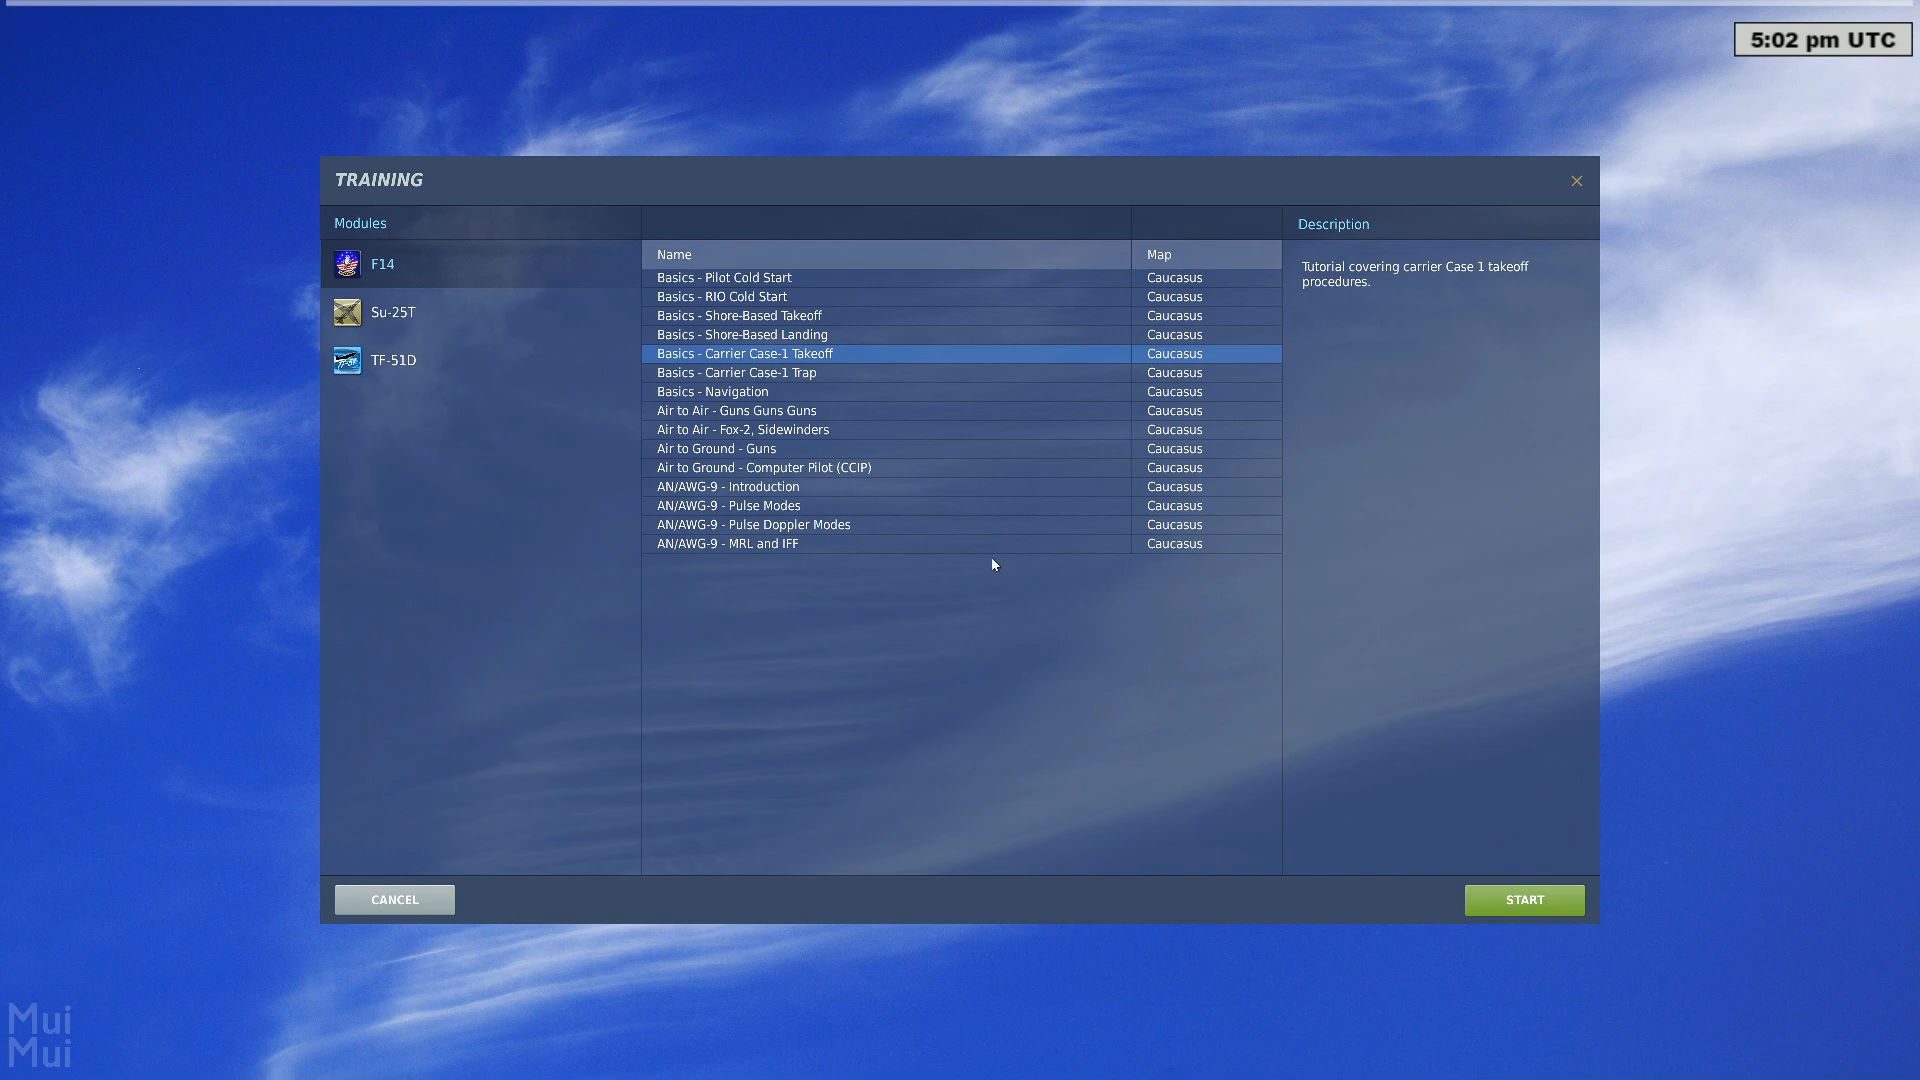 5:02 pm UTC
TRAINING
Modules
Description
F14
Su-25T
TF-51D
Name Map
Basics - Pilot Cold Start Caucasus
Basics - RIO Cold Start Caucasus
Basics - Shore-Based Takeoff Caucasus
Basics - Shore-Based Landing Caucasus
Basics - Carrier Case-1 Takeoff Caucasus
Basics - Carrier Case-1 Trap Caucasus
Basics - Navigation Caucasus
Air to Air - Guns Guns Guns Caucasus
Air to Air - Fox-2, Sidewinders Caucasus
Air to Ground - Guns Caucasus
Air to Ground - Computer Pilot (CCIP) Caucasus
AN/AWG-9 - Introduction Caucasus
AN/AWG-9 - Pulse Modes Caucasus
AN/AWG-9 - Pulse Doppler Modes Caucasus
AN/AWG-9 - MRL and IFF Caucasus
Tutorial covering carrier Case 1 takeoff
procedures.
CANCEL
START
Mui
Mui